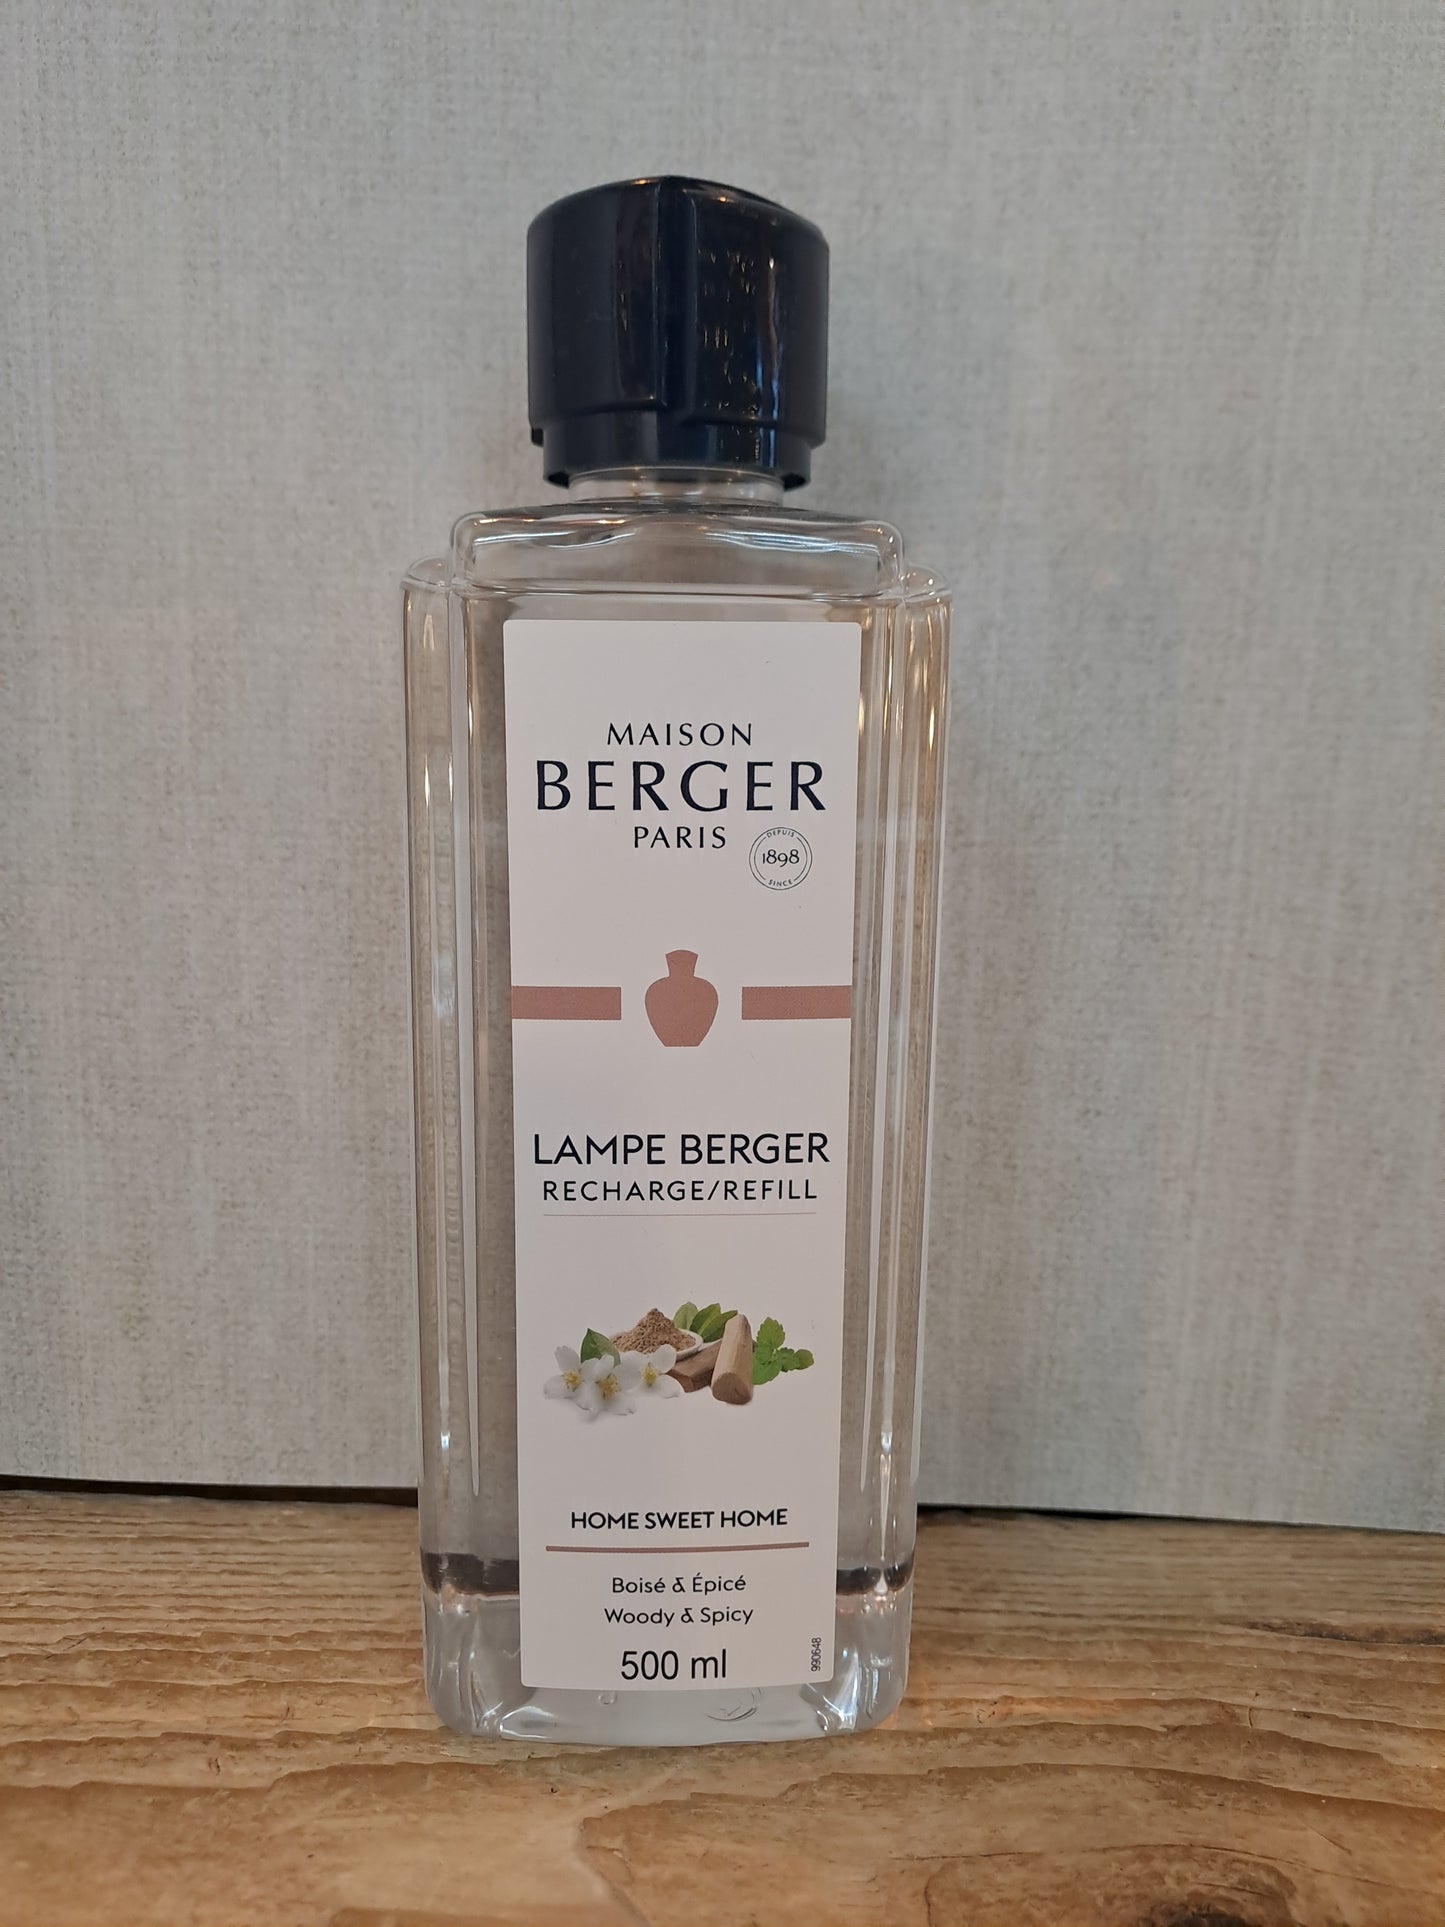 MAISON
BERGER
PARIS
DEPUIS
1898
SINCE
LAMPE BERGER
RECHARGE/REFILL
HOME SWEET HOME
Boisé & Épicé
Woody & Spicy
500 ml
990648